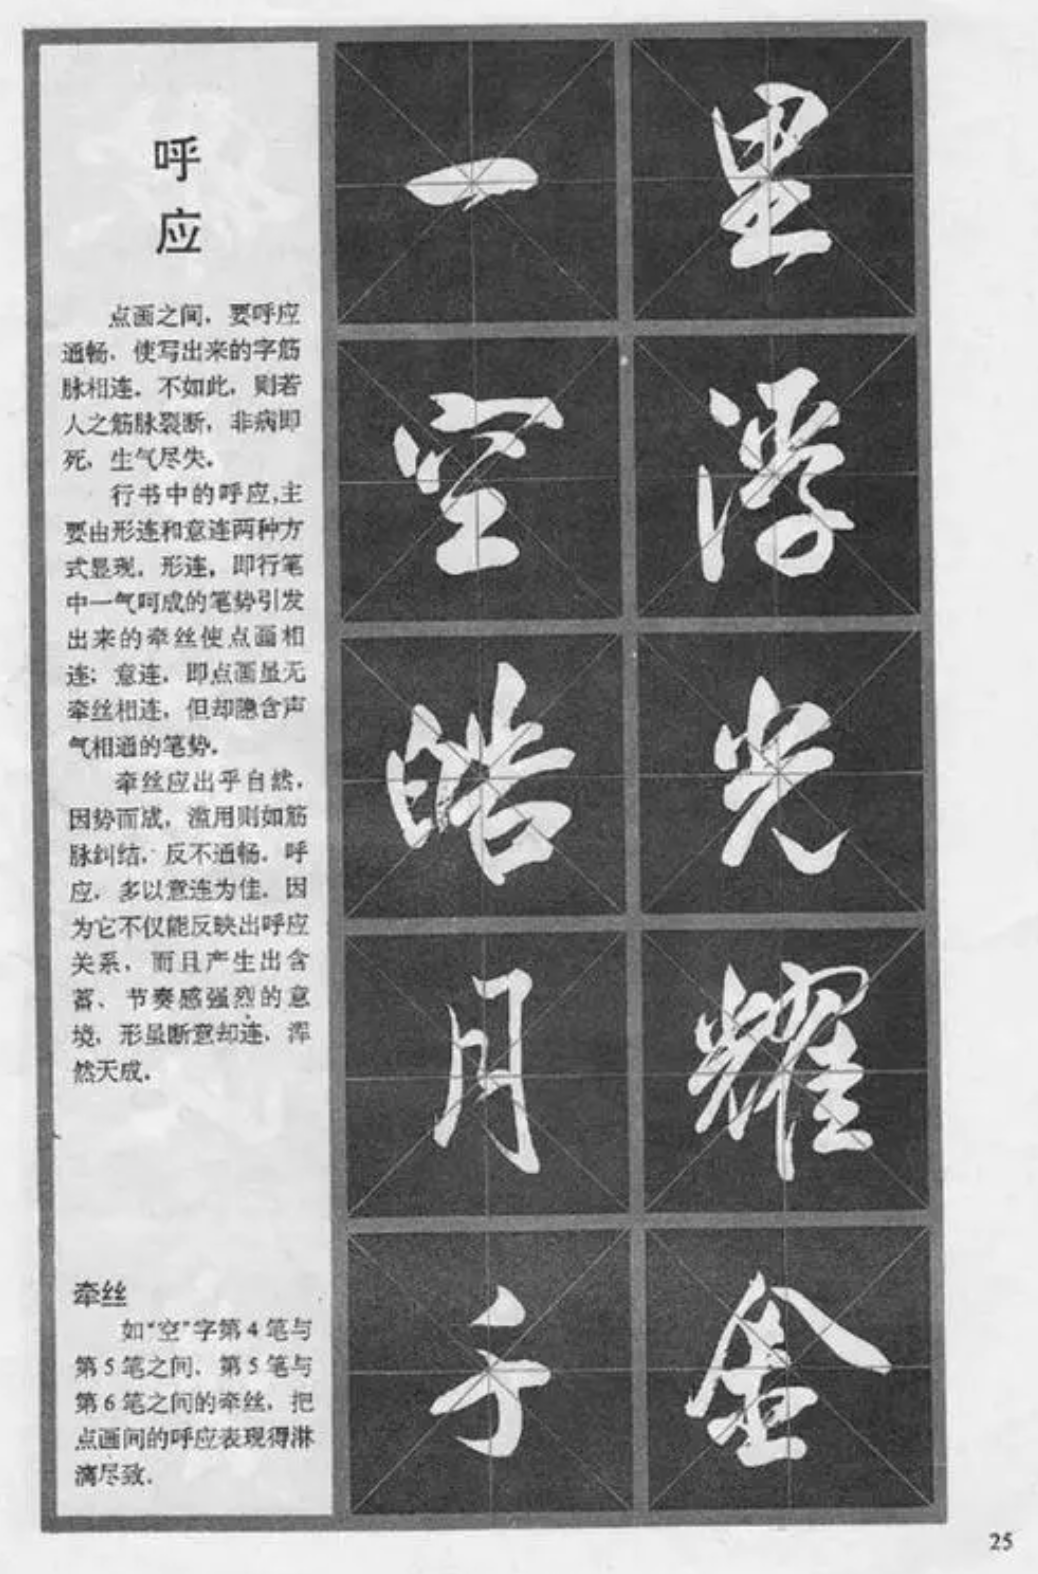 呼
应
点画之间，要呼应
通畅，使写出来的字筋
脉相连，不如此，则若
人之筋脉裂断，非病即
死，生气尽失。
行书中的呼应，主
要由形连和意连两种方
式显现。形连，即行笔
中一气呵成的笔势引发
出来的牵丝使点画相
连；意连，即点画虽无
牵丝相连，但却隐含声
气相通的笔势。
牵丝应出乎自然，
因势而成，滥用则如筋
脉纠结，反不通畅。呼
应，多以意连为佳。因
为它不仅能反映出呼应
关系，而且产生出含
蓄、节奏感强烈的意
境，形虽断意却连，浑
然天成。
牵丝
如“空”字第4笔与
第5笔之间，第5笔与
第6笔之间的牵丝，把
点画间的呼应表现得淋
漓尽致。
一
空
皓
月
千
里
浮
光
耀
金
25